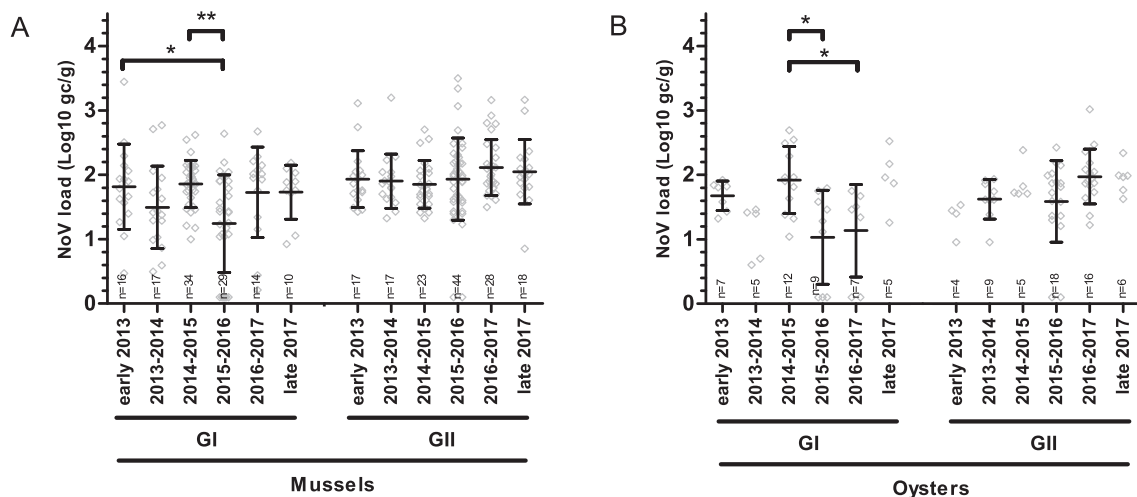 A
B
NoV load (Log10 gc/g)
4
3
2
1
0
*
**
n=16
n=17
n=34
n=29
n=14
n=10
n=17
n=17
n=23
n=44
n=28
n=18
early 2013
2013-2014
2014-2015
2015-2016
2016-2017
late 2017
early 2013
2013-2014
2014-2015
2015-2016
2016-2017
late 2017
GI
GII
Mussels
NoV load (Log10 gc/g)
4
3
2
1
0
*
*
n=7
n=5
n=12
n=9
n=7
n=5
n=4
n=9
n=5
n=18
n=16
n=6
early 2013
2013-2014
2014-2015
2015-2016
2016-2017
late 2017
early 2013
2013-2014
2014-2015
2015-2016
2016-2017
late 2017
GI
GII
Oysters